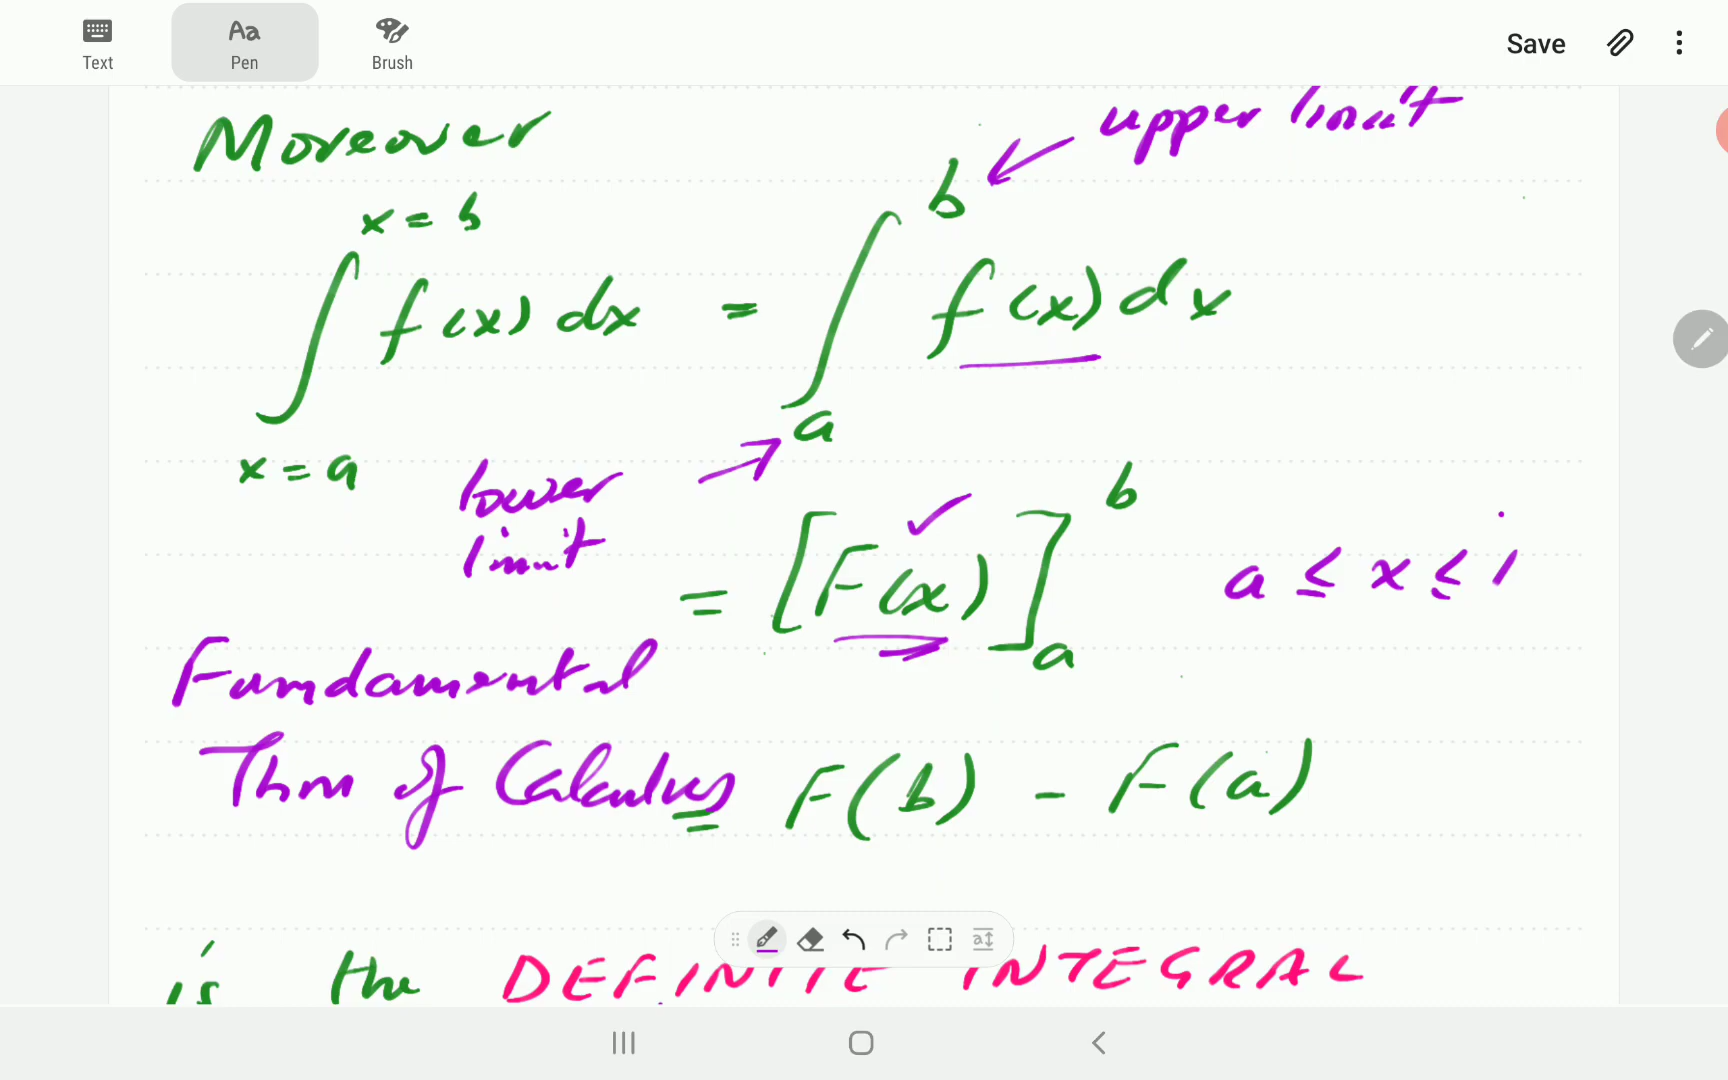 Text Pen Brush Save
Moreover
upper limit
x = b
b
∫ f(x) dx = ∫ f(x) dx
x = a
a
lower
limit
b
= [F(x)] a ≤ x ≤
a
Fundamental
Thm of Calculus F(b) - F(a)
is the DEFINITE INTEGRAL